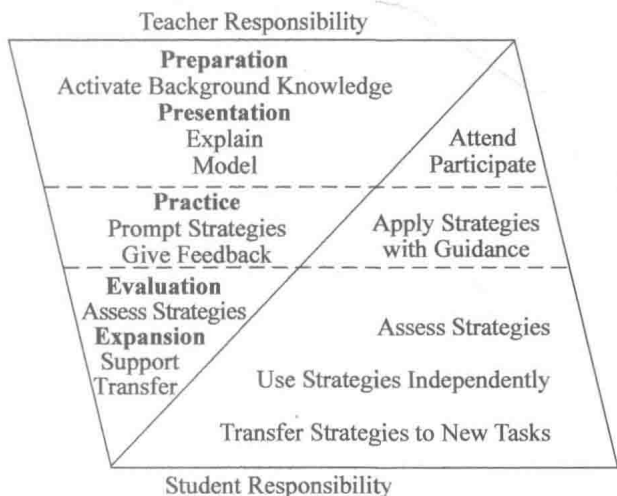 Teacher Responsibility
Preparation
Activate Background Knowledge
Presentation
Explain
Model
Attend
Participate
Practice
Prompt Strategies
Give Feedback
Apply Strategies
with Guidance
Evaluation
Assess Strategies
Expansion
Support
Transfer
Assess Strategies
Use Strategies Independently
Transfer Strategies to New Tasks
Student Responsibility